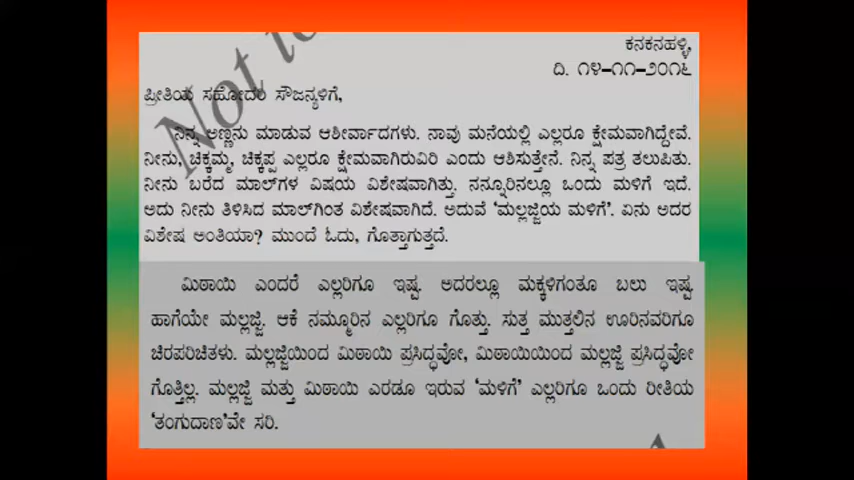 ಕನಕನಹಳ್ಳಿ,
ದಿ. ೧೪–೧೧–೨೦೧೬
ಪ್ರೀತಿಯ ಸಹೋದರಿ ಸೌಜನ್ಯಳಿಗೆ,
ನಿನ್ನ ಅಣ್ಣನು ಮಾಡುವ ಆಶೀರ್ವಾದಗಳು. ನಾವು ಮನೆಯಲ್ಲಿ ಎಲ್ಲರೂ ಕ್ಷೇಮವಾಗಿದ್ದೇವೆ.
ನೀನು, ಚಿಕ್ಕಮ್ಮ, ಚಿಕ್ಕಪ್ಪ ಎಲ್ಲರೂ ಕ್ಷೇಮವಾಗಿರುವಿರಿ ಎಂದು ಆಶಿಸುತ್ತೇನೆ. ನಿನ್ನ ಪತ್ರ ತಲುಪಿತು.
ನೀನು ಬರೆದ ಮಾಲ್‌ಗಳ ವಿಷಯ ವಿಶೇಷವಾಗಿತ್ತು. ನನ್ನೂರಿನಲ್ಲೂ ಒಂದು ಮಳಿಗೆ ಇದೆ.
ಅದು ನೀನು ತಿಳಿಸಿದ ಮಾಲ್‌ಗಿಂತ ವಿಶೇಷವಾಗಿದೆ. ಅದುವೆ ‘ಮಲ್ಲಜ್ಜಿಯ ಮಳಿಗೆ’. ಏನು ಅದರ
ವಿಶೇಷ ಅಂತಿಯಾ? ಮುಂದೆ ಓದು, ಗೊತ್ತಾಗುತ್ತದೆ.
ಮಿಠಾಯಿ ಎಂದರೆ ಎಲ್ಲರಿಗೂ ಇಷ್ಟ. ಅದರಲ್ಲೂ ಮಕ್ಕಳಿಗಂತೂ ಬಲು ಇಷ್ಟ.
ಹಾಗೆಯೇ ಮಲ್ಲಜ್ಜಿ. ಆಕೆ ನಮ್ಮೂರಿನ ಎಲ್ಲರಿಗೂ ಗೊತ್ತು. ಸುತ್ತ ಮುತ್ತಲಿನ ಊರಿನವರಿಗೂ
ಚಿರಪರಿಚಿತಳು. ಮಲ್ಲಜ್ಜಿಯಿಂದ ಮಿಠಾಯಿ ಪ್ರಸಿದ್ಧವೋ, ಮಿಠಾಯಿಯಿಂದ ಮಲ್ಲಜ್ಜಿ ಪ್ರಸಿದ್ಧವೋ
ಗೊತ್ತಿಲ್ಲ. ಮಲ್ಲಜ್ಜಿ ಮತ್ತು ಮಿಠಾಯಿ ಎರಡೂ ಇರುವ ‘ಮಳಿಗೆ’ ಎಲ್ಲರಿಗೂ ಒಂದು ರೀತಿಯ
‘ತಂಗುದಾಣ’ವೇ ಸರಿ.
Not to